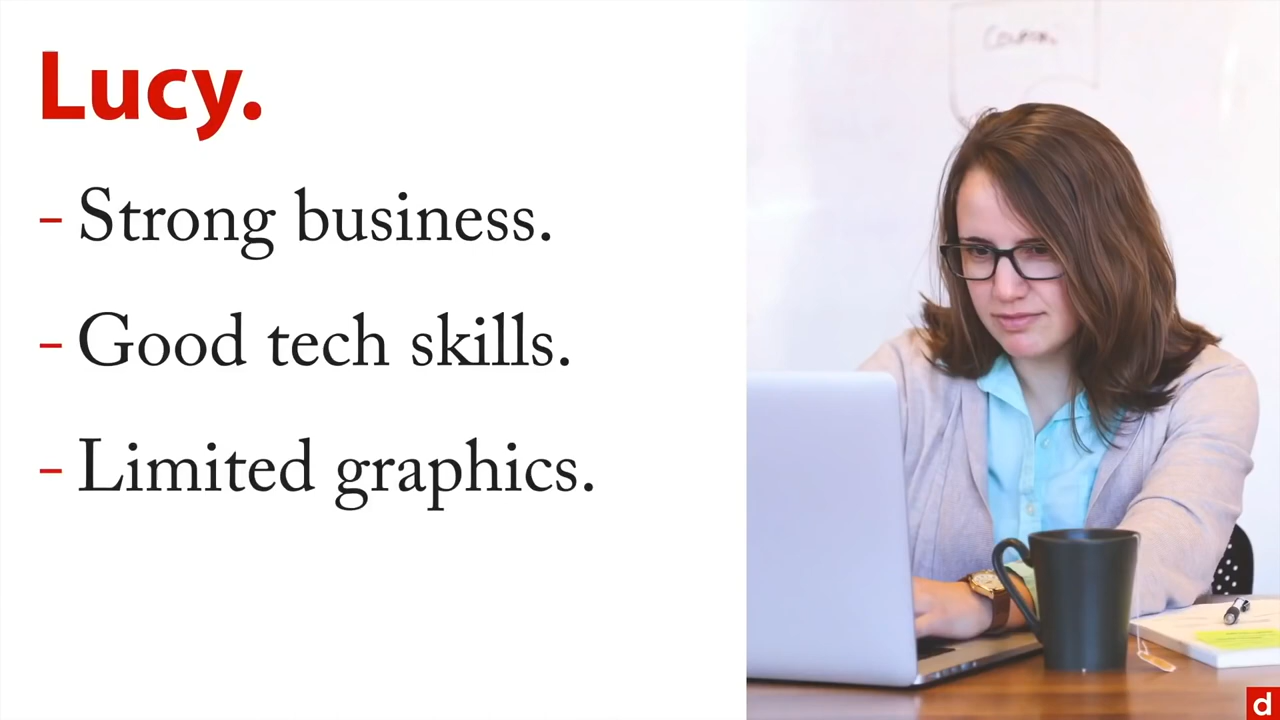 Lucy.
- Strong business.
- Good tech skills.
- Limited graphics.
d